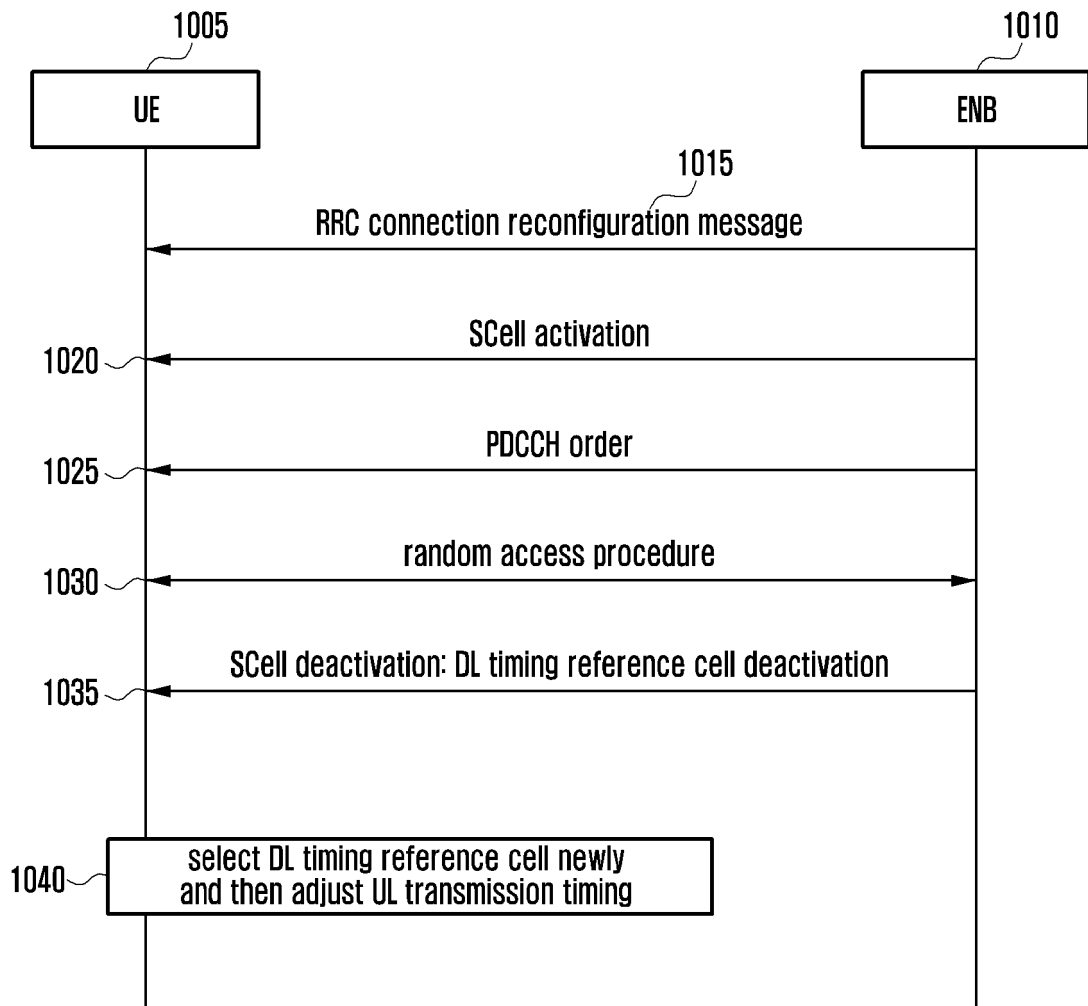 1005
1010
UE
ENB
1015
RRC connection reconfiguration message
SCell activation
1020
PDCCH order
1025
random access procedure
1030
SCell deactivation: DL timing reference cell deactivation
1035
select DL timing reference cell newly
1040
and then adjust UL transmission timing